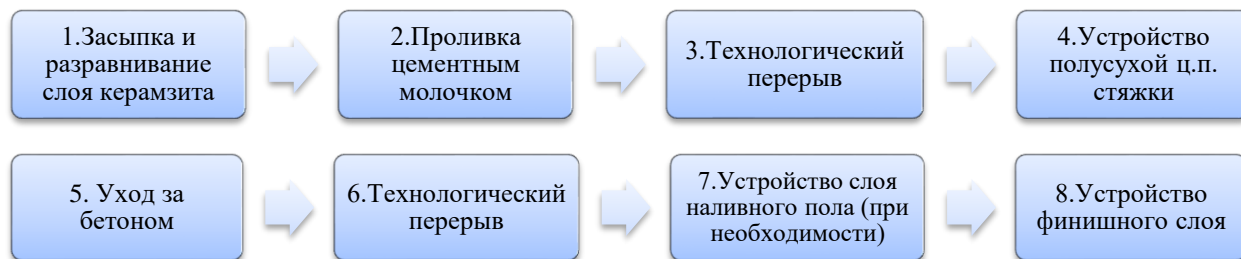 1.Засыпка и
разравнивание
слоя керамзита
2.Проливка
цементным
молочком
3.Технологический
перерыв
4.Устройство
полусухой ц.п.
стяжки
5. Уход за
бетоном
6.Технологический
перерыв
7.Устройство слоя
наливного пола (при
необходимости)
8.Устройство
финишного слоя